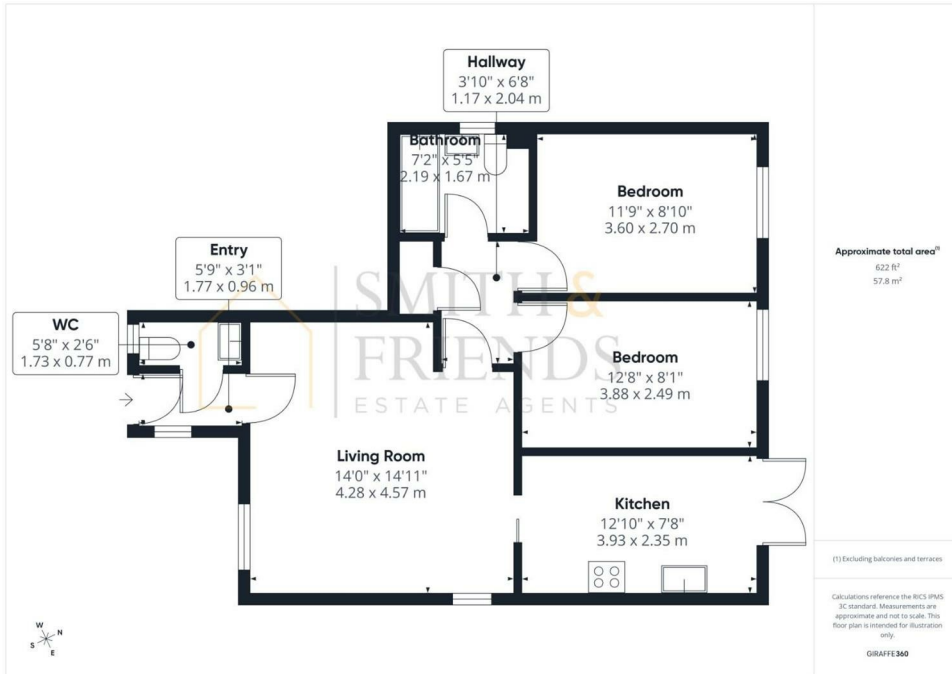 Hallway
3'10" x 6'8"
1.17 x 2.04 m
Bathroom
7'2" x 5'5"
2.19 x 1.67 m
Bedroom
11'9" x 8'10"
3.60 x 2.70 m
Entry
5'9" x 3'1"
1.77 x 0.96 m
WC
5'8" x 2'6"
1.73 x 0.77 m
SMITH &
FRIENDS
ESTATE AGENTS
Bedroom
12'8" x 8'1"
3.88 x 2.49 m
Living Room
14'0" x 14'11"
4.28 x 4.57 m
Kitchen
12'10" x 7'8"
3.93 x 2.35 m
W
N
S
E
Approximate total area(1)
622 ft²
57.8 m²
(1) Excluding balconies and terraces
Calculations reference the RICS IPMS
3C standard. Measurements are
approximate and not to scale. This
floor plan is intended for illustration
only.
GIRAFFE360